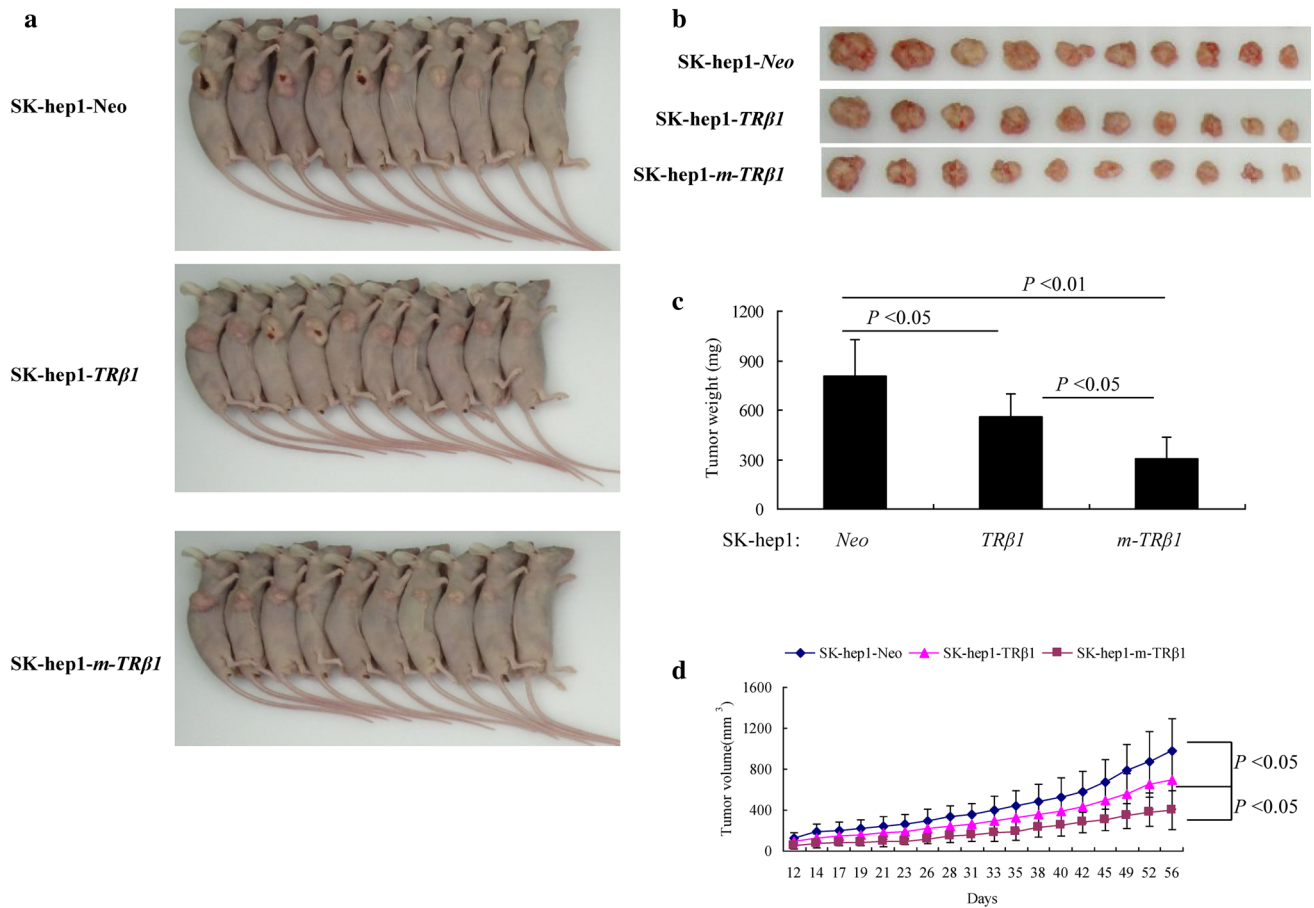 a
SK-hep1-Neo
SK-hep1-TRβ1
SK-hep1-m-TRβ1
b
SK-hep1-Neo
SK-hep1-TRβ1
SK-hep1-m-TRβ1
c
P <0.01
P <0.05
P <0.05
Tumor weight (mg)
1200
900
600
300
0
SK-hep1: Neo TRβ1 m-TRβ1
d
SK-hep1-Neo SK-hep1-TRβ1 SK-hep1-m-TRβ1
Tumor volume(mm³)
1600
1200
800
400
0
P <0.05
P <0.05
12 14 17 19 21 23 26 28 31 33 35 38 40 42 45 49 52 56
Days